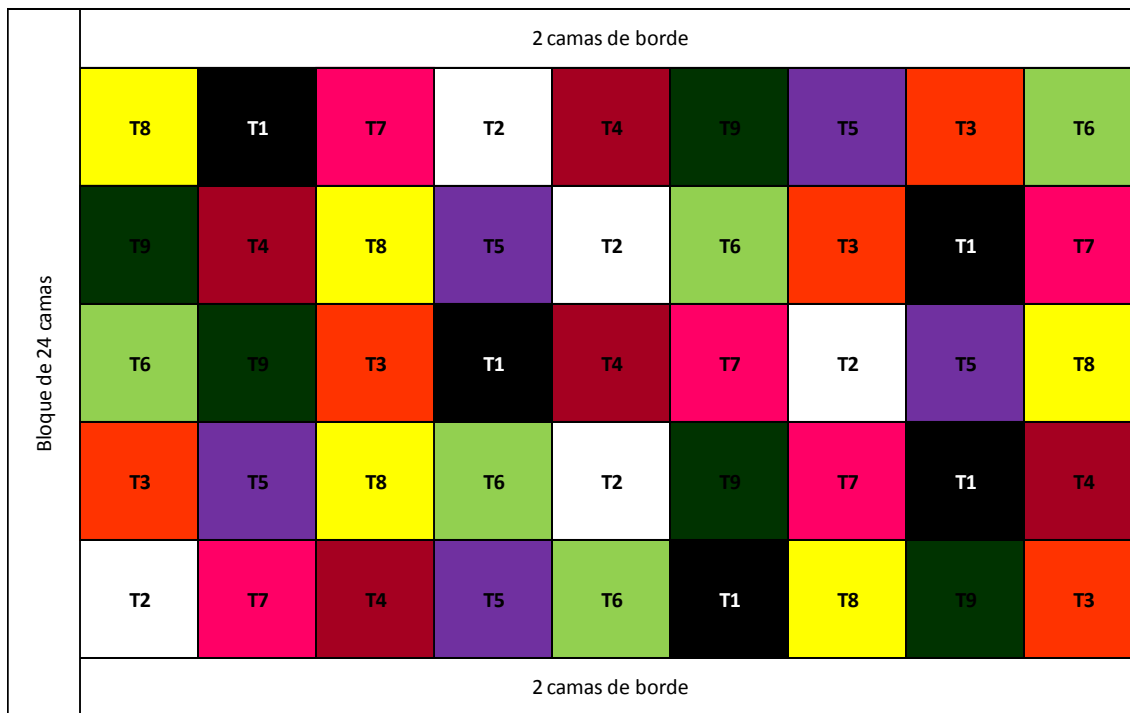 2 camas de borde
Bloque de 24 camas
T8 T1 T7 T2 T4 T9 T5 T3 T6
T9 T4 T8 T5 T2 T6 T3 T1 T7
T6 T9 T3 T1 T4 T7 T2 T5 T8
T3 T5 T8 T6 T2 T9 T7 T1 T4
T2 T7 T4 T5 T6 T1 T8 T9 T3
2 camas de borde